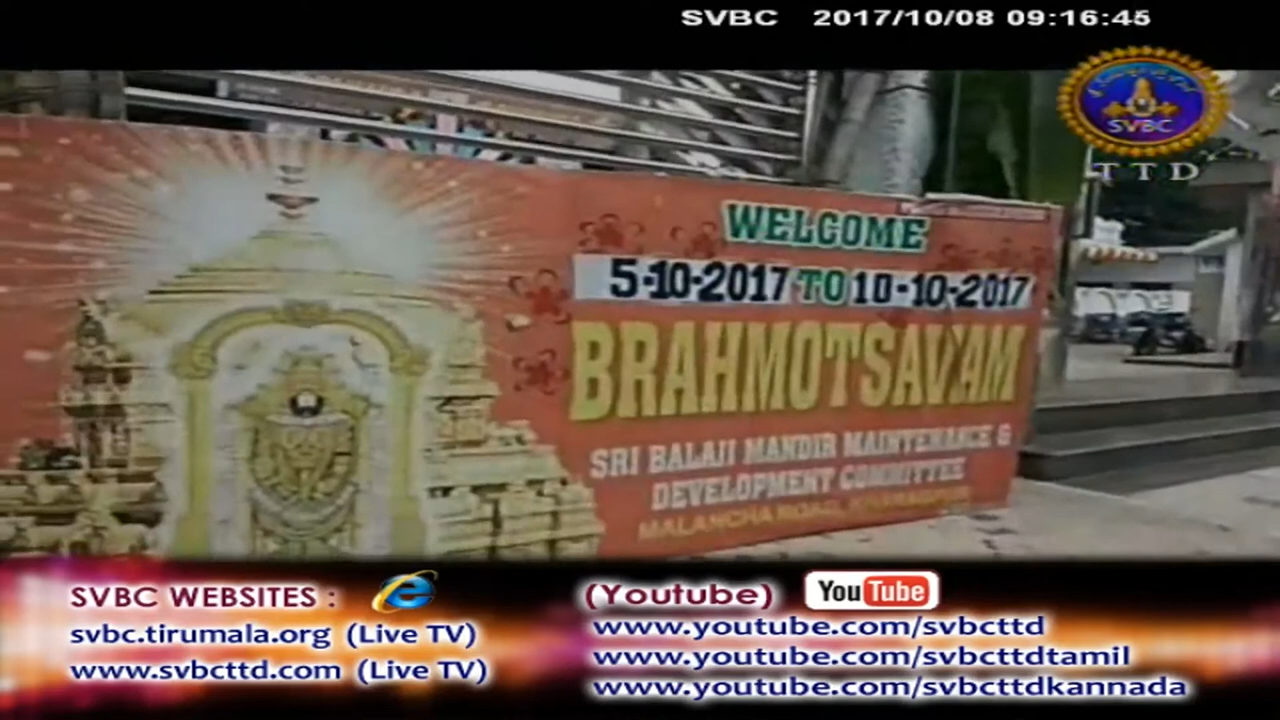 SVBC 2017/10/08 09:16:45
SVBC
TTD
WELCOME
5-10-2017 TO 10-10-2017
BRAHMOTSAVAM
SRI BALAJI MANDIR MAINTENANCE &
DEVELOPMENT COMMITTEE
MALANCHA ROAD, KHARAGPUR
SVBC WEBSITES :
svbc.tirumala.org (Live TV)
www.svbcttd.com (Live TV)
(Youtube) YouTube
www.youtube.com/svbcttd
www.youtube.com/svbcttdtamil
www.youtube.com/svbcttdkannada